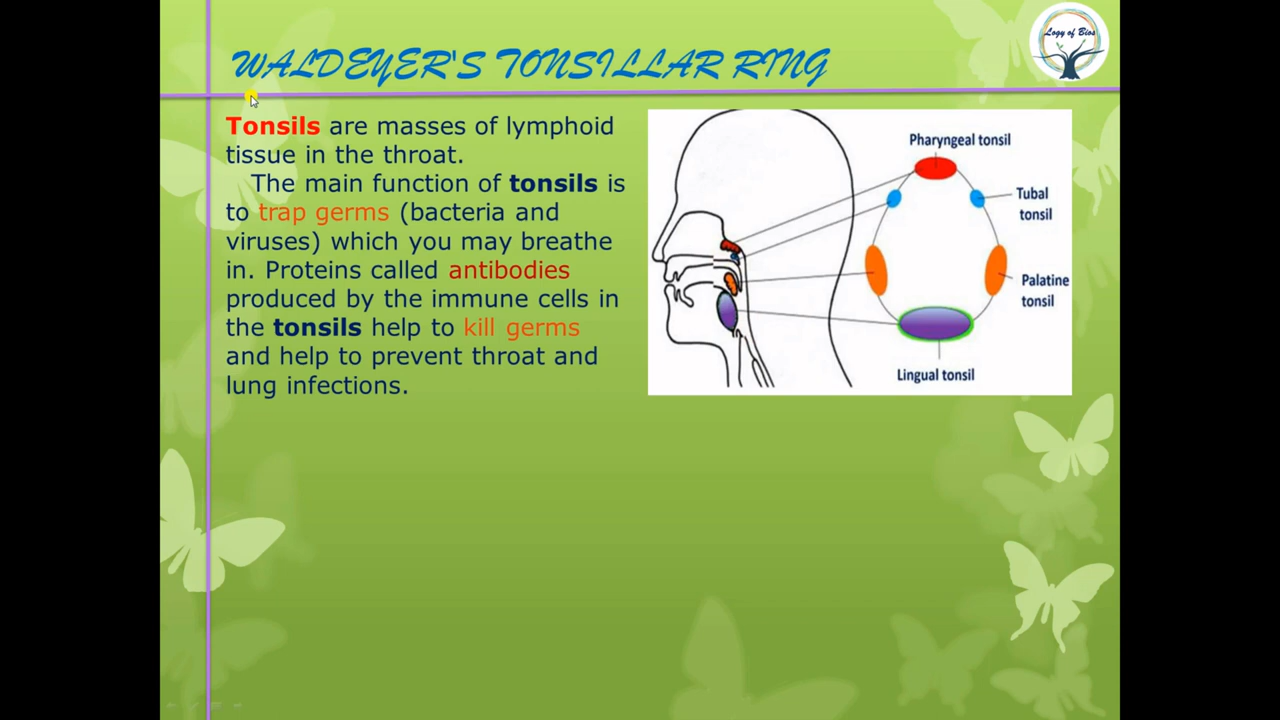 WALDEYER'S TONSILLAR RING
Logy of Bios
Tonsils are masses of lymphoid
tissue in the throat.
The main function of tonsils is
to trap germs (bacteria and
viruses) which you may breathe
in. Proteins called antibodies
produced by the immune cells in
the tonsils help to kill germs
and help to prevent throat and
lung infections.
Pharyngeal tonsil
Tubal
tonsil
Palatine
tonsil
Lingual tonsil